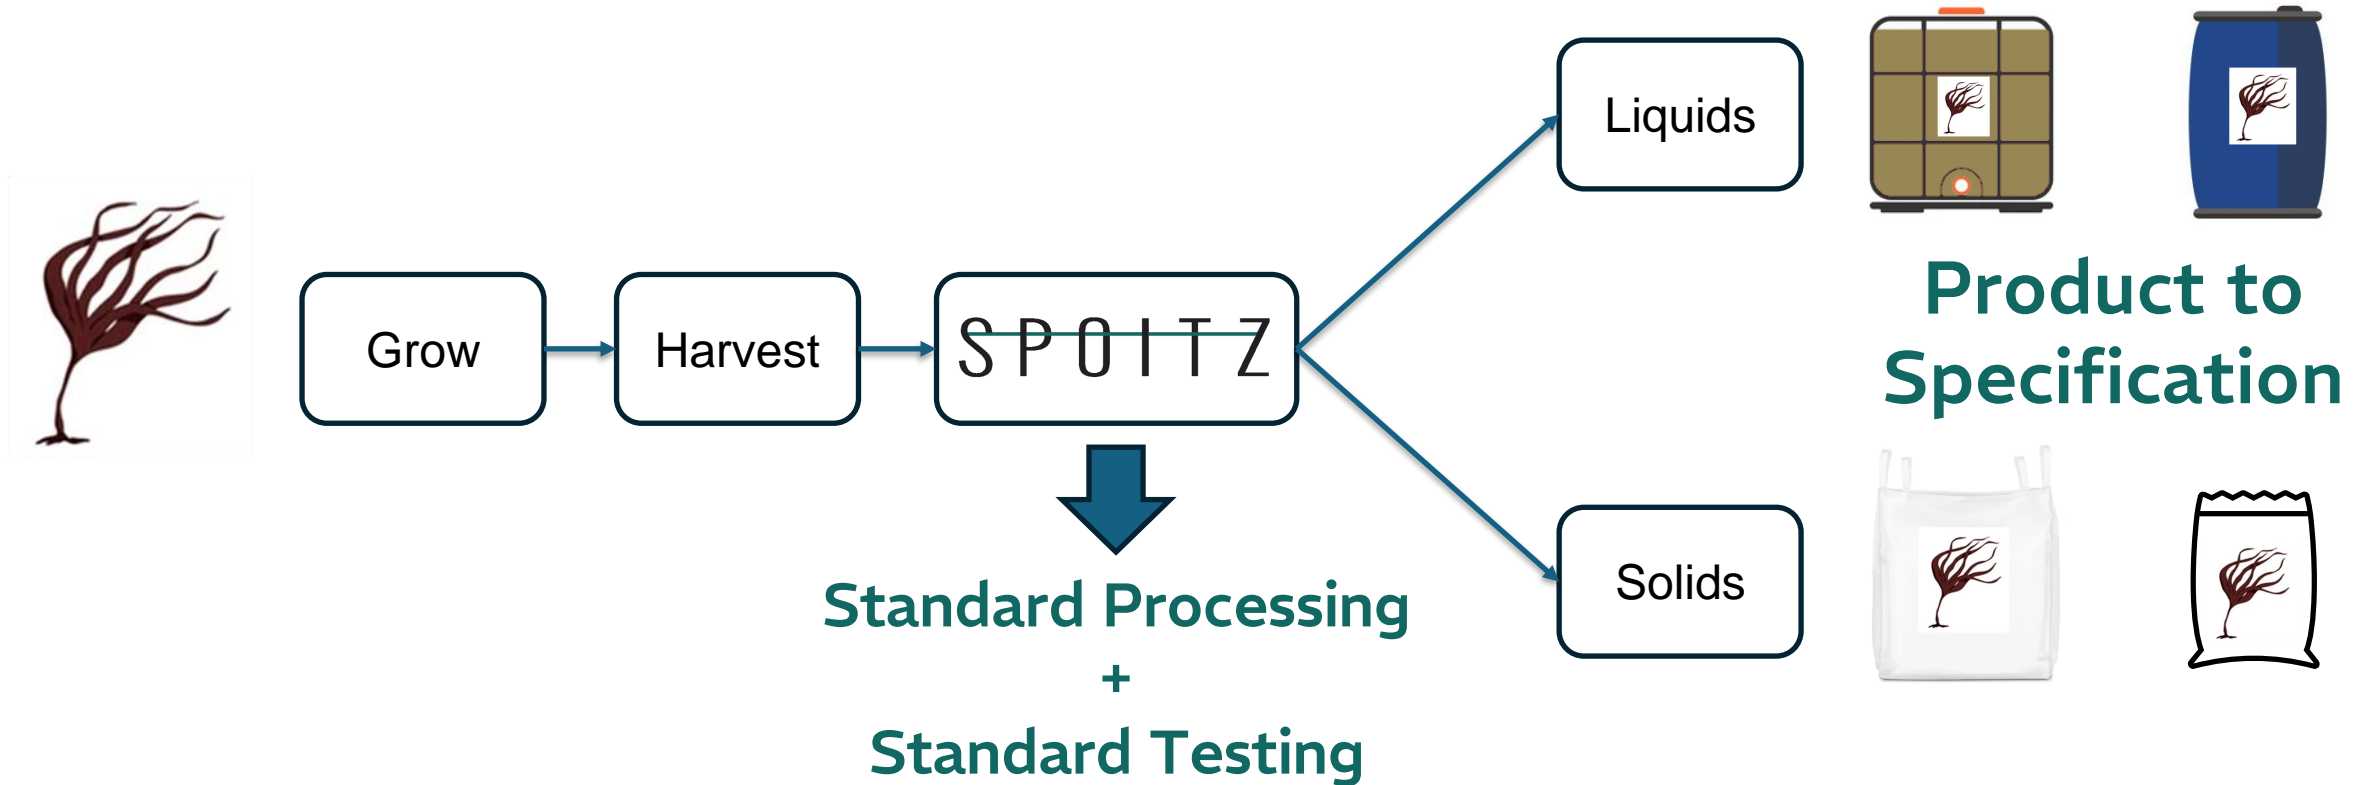 Grow
Harvest
SPOITZ
Liquids
Solids
Product to
Specification
Standard Processing
+
Standard Testing